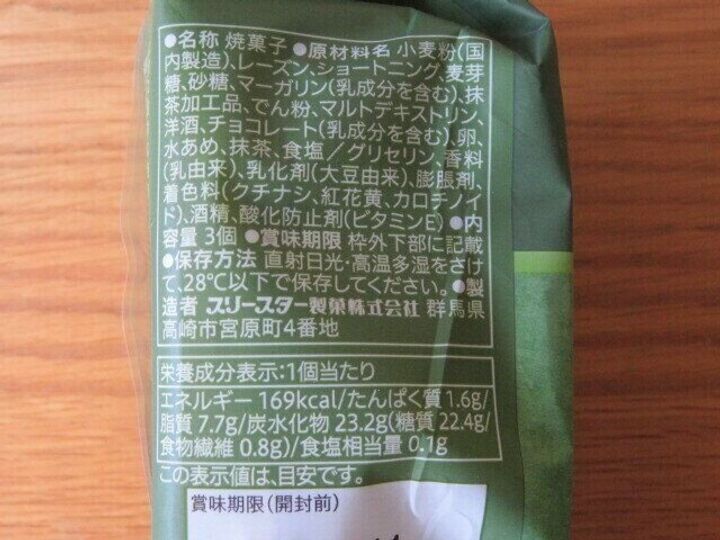 ●名称 焼菓子 ●原材料名 小麦粉(国
内製造)、レーズン、ショートニング、麦芽
糖、砂糖、マーガリン(乳成分を含む)、抹
茶加工品、でん粉、マルトデキストリン、
洋酒、チョコレート(乳成分を含む)、卵、
水あめ、抹茶、食塩／グリセリン、香料
(乳由来)、乳化剤(大豆由来)、膨脹剤、
着色料(クチナシ、紅花黄、カロチノイ
ド)、酒精、酸化防止剤(ビタミンE) ●内
容量 3個 ●賞味期限 枠外下部に記載
●保存方法 直射日光・高温多湿をさけ
て、28℃以下で保存してください。●製
造者 スリースター製菓株式会社 群馬県
高崎市宮原町4番地
栄養成分表示:1個当たり
エネルギー 169kcal/たんぱく質 1.6g/
脂質 7.7g/炭水化物 23.2g(糖質 22.4g/
食物繊維 0.8g)/食塩相当量 0.1g
この表示値は、目安です。
賞味期限(開封前)